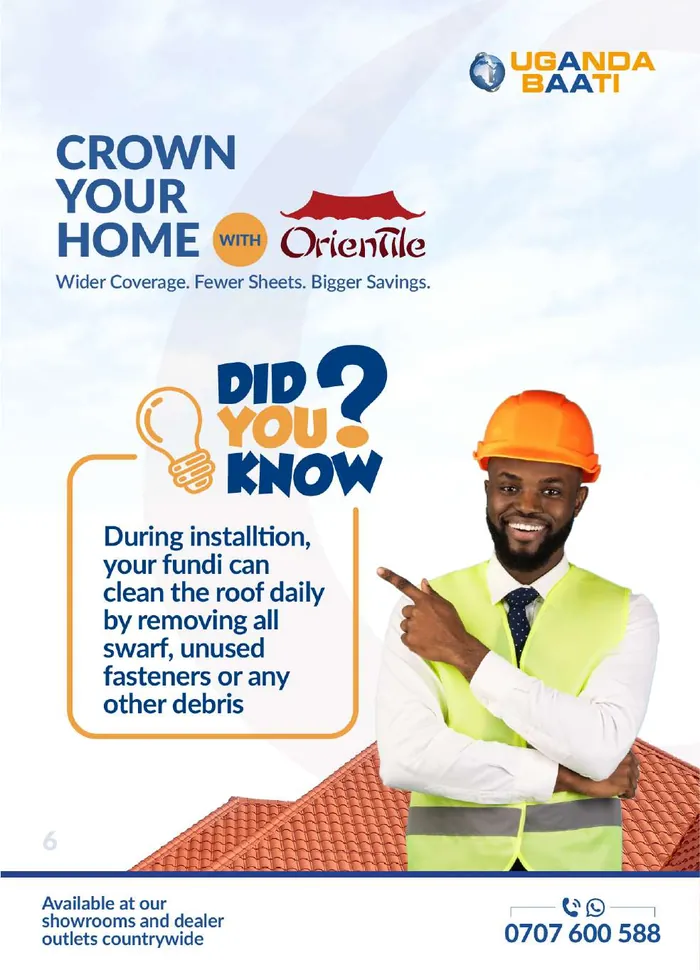 UGANDA
BAATI
CROWN
YOUR
HOME WITH OrienTile
Wider Coverage. Fewer Sheets. Bigger Savings.
DID
YOU?
KNOW
During installtion,
your fundi can
clean the roof daily
by removing all
swarf, unused
fasteners or any
other debris
6
Available at our
showrooms and dealer
outlets countrywide
0707 600 588